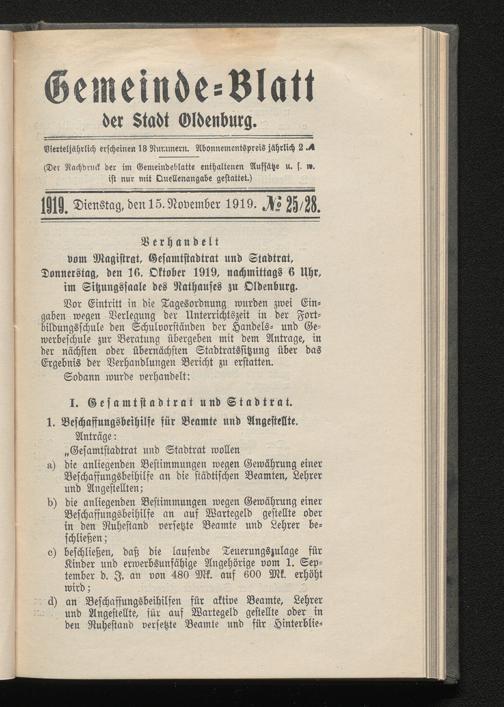 Gemeinde=Blatt
der Stadt Oldenburg.
Vierteljährlich erscheinen 18 Nummern. Abonnementspreis jährlich 2 ℳ
(Der Nachdruck der im Gemeindeblatte enthaltenen Aufsätze u. s. w.
ist nur mit Quellenangabe gestattet.)
1919. Dienstag, den 15. November 1919. № 25/28.
Verhandelt
vom Magistrat, Gesamtstadtrat und Stadtrat,
Donnerstag, den 16. Oktober 1919, nachmittags 6 Uhr,
im Sitzungssaale des Rathauses zu Oldenburg.
Vor Eintritt in die Tagesordnung wurden zwei Ein-
gaben wegen Verlegung der Unterrichtszeit in der Fort-
bildungsschule den Schulvorständen der Handels- und Ge-
werbeschule zur Beratung übergeben mit dem Antrage, in
der nächsten oder übernächsten Stadtratssitzung über das
Ergebnis der Verhandlungen Bericht zu erstatten.
Sodann wurde verhandelt:
I. Gesamtstadtrat und Stadtrat.
1. Beschaffungsbeihilfe für Beamte und Angestellte.
Anträge:
„Gesamtstadtrat und Stadtrat wollen
a) die anliegenden Bestimmungen wegen Gewährung einer
Beschaffungsbeihilfe an die städtischen Beamten, Lehrer
und Angestellten;
b) die anliegenden Bestimmungen wegen Gewährung einer
Beschaffungsbeihilfe an auf Wartegeld gestellte oder
in den Ruhestand versetzte Beamte und Lehrer be-
schließen;
c) beschließen, daß die laufende Teuerungszulage für
Kinder und erwerbsunfähige Angehörige vom 1. Sep-
tember d. J. an von 480 Mk. auf 600 Mk. erhöht
wird;
d) an Beschaffungsbeihilfen für aktive Beamte, Lehrer
und Angestellte, für auf Wartegeld gestellte oder in
den Ruhestand versetzte Beamte und für Hinterblie-